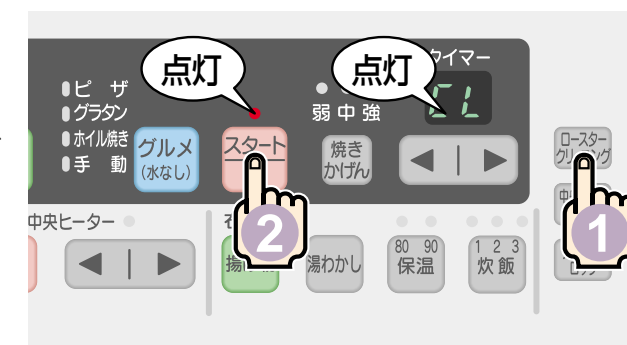 点灯
点灯
タイマー
ピザ
グラタン
ホイル焼き
手動
グルメ
(水なし)
スタート
弱 中 強
CL
焼き
かげん
◀ | ▶
ロースター
クリーニング
1
中央ヒーター
◀ | ▶
2
湯わかし
80 90
保温
1 2 3
炊飯